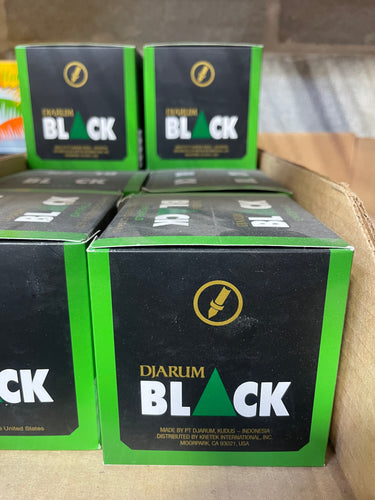 DJARUM
BLACK
DJARUM
BLACK
BLACK
BLACK
DJARUM
BLACK
CK
United States
DJARUM
BLACK
MADE BY PT DJARUM, KUDUS – INDONESIA
DISTRIBUTED BY KRETEK INTERNATIONAL, INC.
MOORPARK, CA 93021, USA